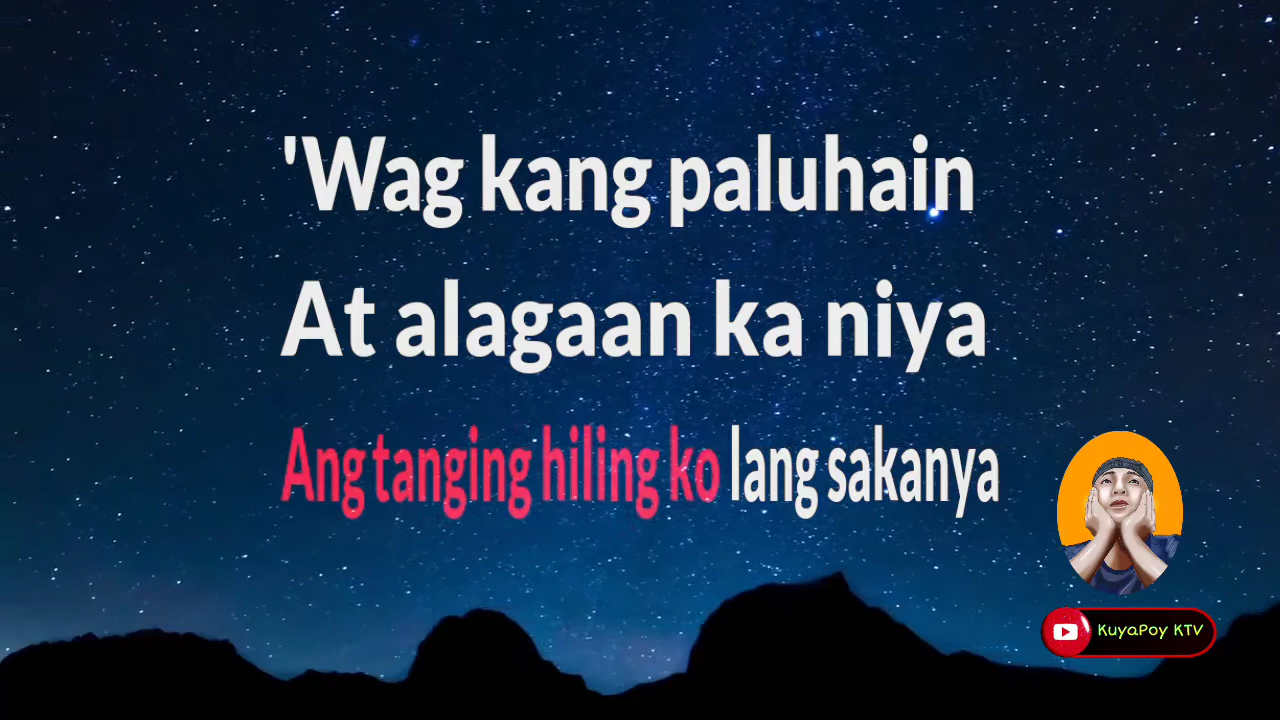 'Wag kang paluhain
At alagaan ka niya
Ang tanging hiling ko lang sakanya
KuyaPoy KTV